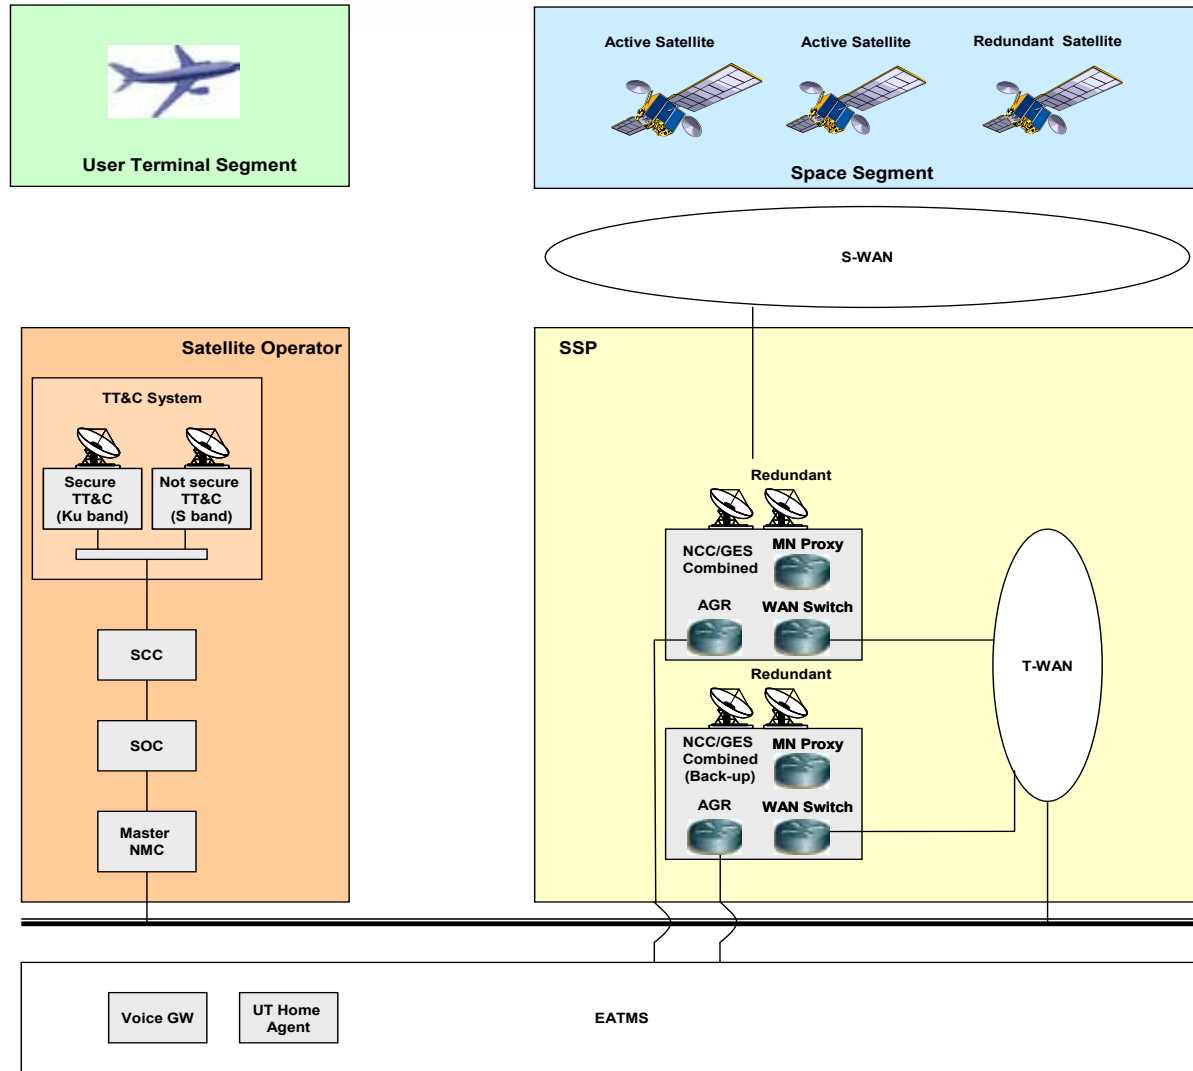 User Terminal Segment
Active Satellite
Active Satellite
Redundant Satellite
Space Segment
S-WAN
Satellite Operator
TT&C System
Secure
TT&C
(Ku band)
Not secure
TT&C
(S band)
SCC
SOC
Master
NMC
SSP
Redundant
NCC/GES
Combined
MN Proxy
AGR
WAN Switch
Redundant
NCC/GES
Combined
(Back-up)
MN Proxy
AGR
WAN Switch
T-WAN
Voice GW
UT Home
Agent
EATMS